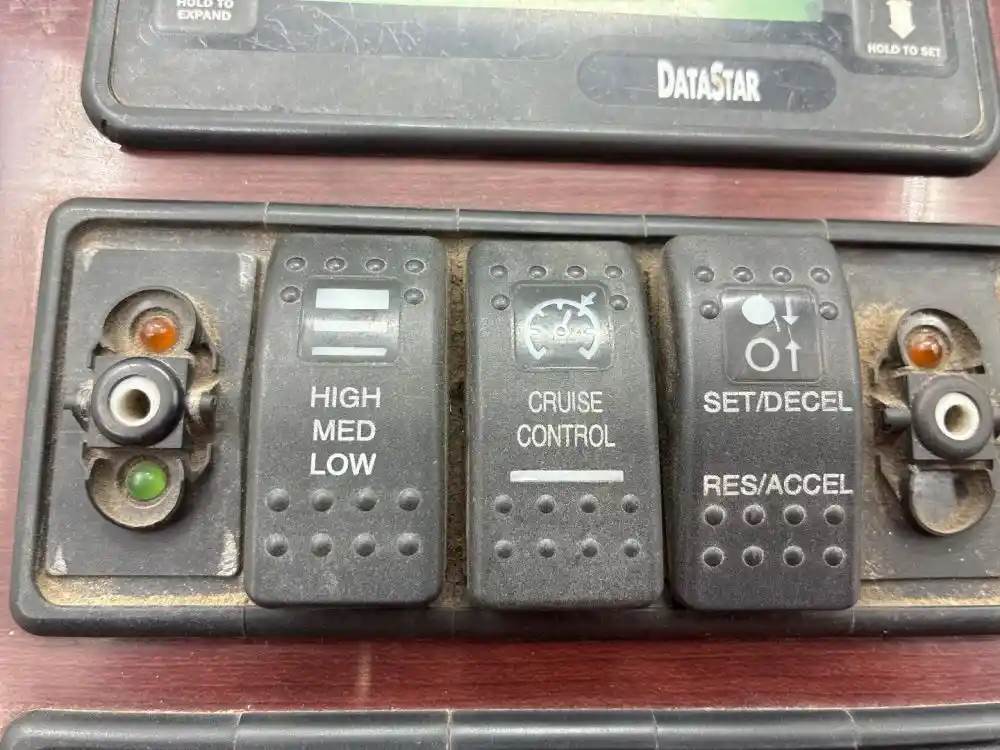 HOLD TO
EXPAND
HOLD TO SET
DATASTAR
HIGH
MED
LOW
CRUISE
CONTROL
SET/DECEL
RES/ACCEL